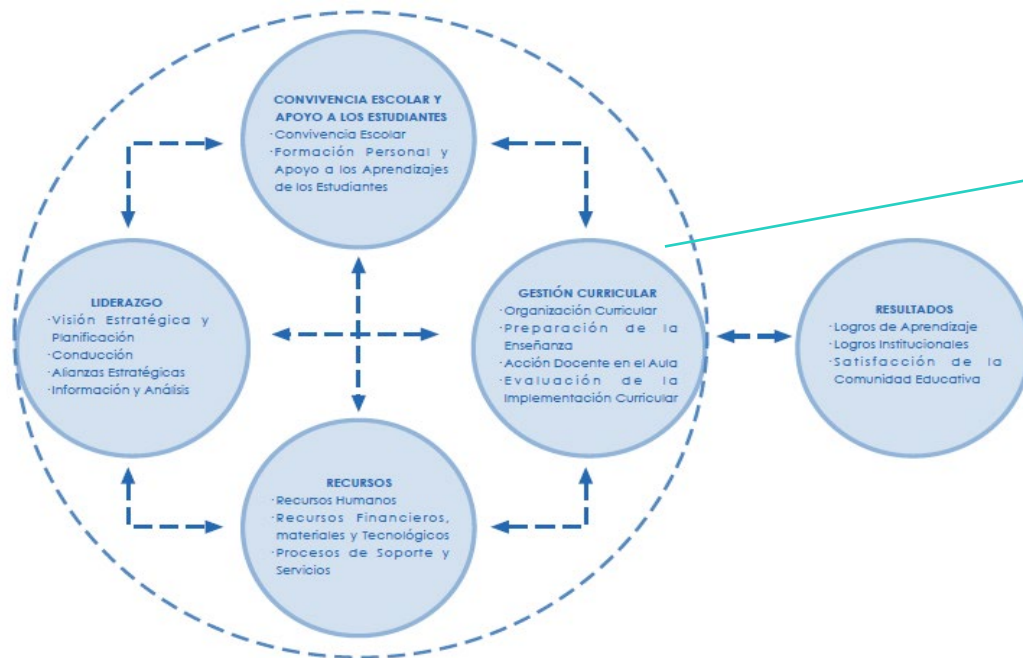 CONVIVENCIA ESCOLAR Y
APOYO A LOS ESTUDIANTES
·Convivencia Escolar
·Formación Personal y
Apoyo a los Aprendizajes
de los Estudiantes
LIDERAZGO
·Visión Estratégica y
Planificación
·Conducción
·Alianzas Estratégicas
·Información y Análisis
GESTIÓN CURRICULAR
·Organización Curricular
·Preparación de la
Enseñanza
·Acción Docente en el Aula
·Evaluación de la
Implementación Curricular
RESULTADOS
·Logros de Aprendizaje
·Logros Institucionales
·Satisfacción de la
Comunidad Educativa
RECURSOS
·Recursos Humanos
·Recursos Financieros,
materiales y Tecnológicos
·Procesos de Soporte y
Servicios